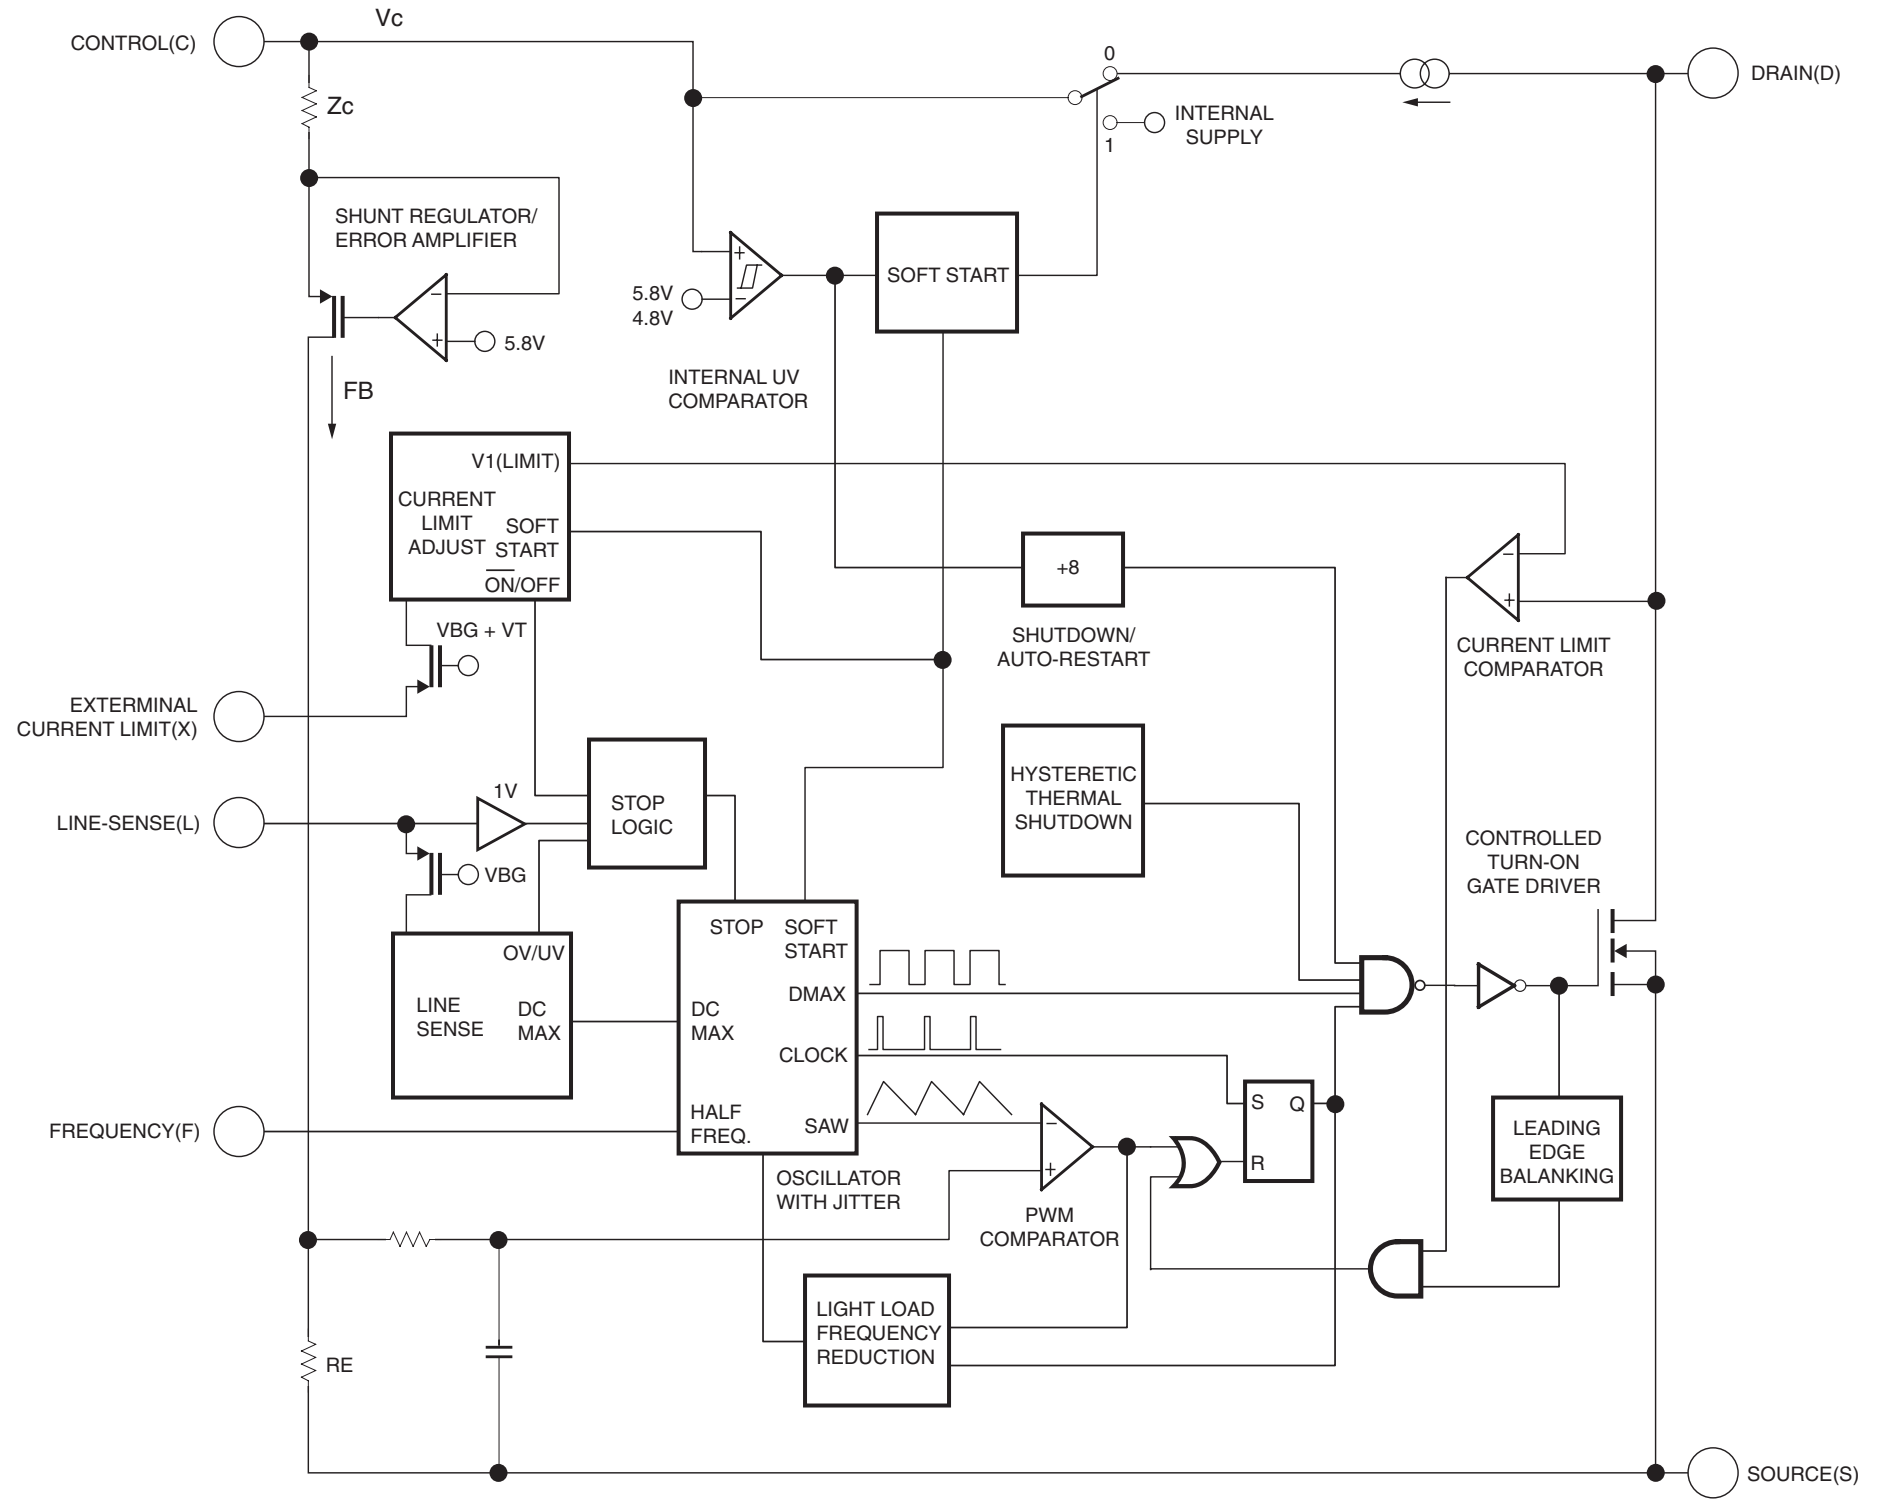 Vc
CONTROL(C)
0
DRAIN(D)
Zc
INTERNAL
SUPPLY
1
SHUNT REGULATOR/
ERROR AMPLIFIER
+
−
5.8V
4.8V
SOFT START
−
+
5.8V
INTERNAL UV
COMPARATOR
FB
V1(LIMIT)
CURRENT
LIMIT
ADJUST
SOFT
START
ON/OFF
+8
SHUTDOWN/
AUTO-RESTART
−
+
CURRENT LIMIT
COMPARATOR
VBG + VT
EXTERMINAL
CURRENT LIMIT(X)
HYSTERETIC
THERMAL
SHUTDOWN
1V
STOP
LOGIC
LINE-SENSE(L)
VBG
CONTROLLED
TURN-ON
GATE DRIVER
OV/UV
LINE
SENSE
DC
MAX
STOP
SOFT
START
DMAX
DC
MAX
CLOCK
HALF
FREQ.
SAW
FREQUENCY(F)
OSCILLATOR
WITH JITTER
−
+
PWM
COMPARATOR
S
Q
R
LEADING
EDGE
BALANKING
LIGHT LOAD
FREQUENCY
REDUCTION
RE
SOURCE(S)